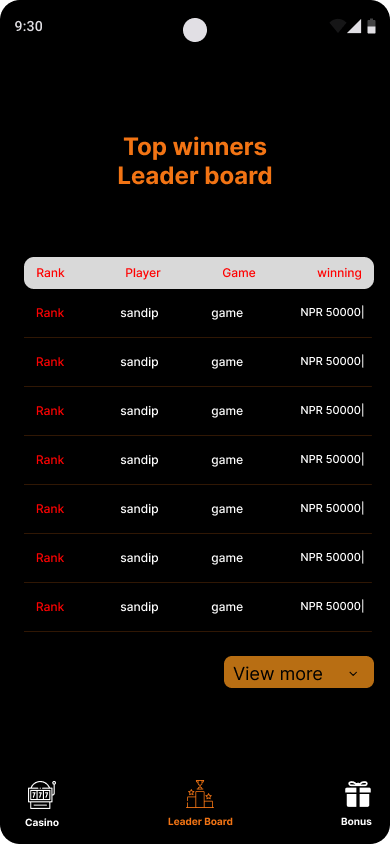 9:30
Top winners
Leader board
Rank Player Game winning
Rank sandip game NPR 50000|
Rank sandip game NPR 50000|
Rank sandip game NPR 50000|
Rank sandip game NPR 50000|
Rank sandip game NPR 50000|
Rank sandip game NPR 50000|
Rank sandip game NPR 50000|
View more
777
Casino Leader Board Bonus